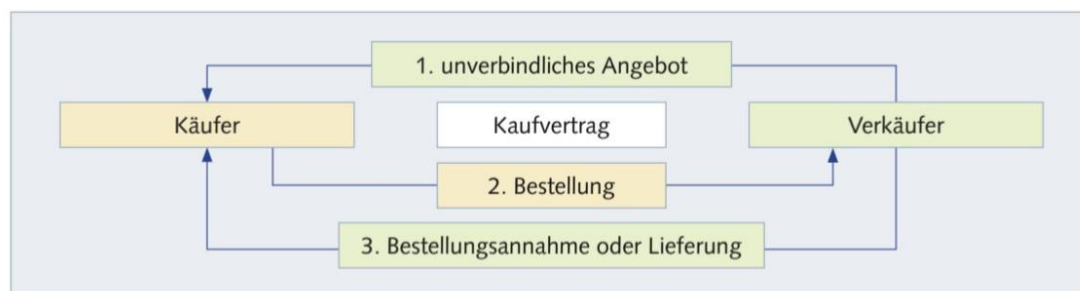 1. unverbindliches Angebot
Käufer
Kaufvertrag
Verkäufer
2. Bestellung
3. Bestellungsannahme oder Lieferung